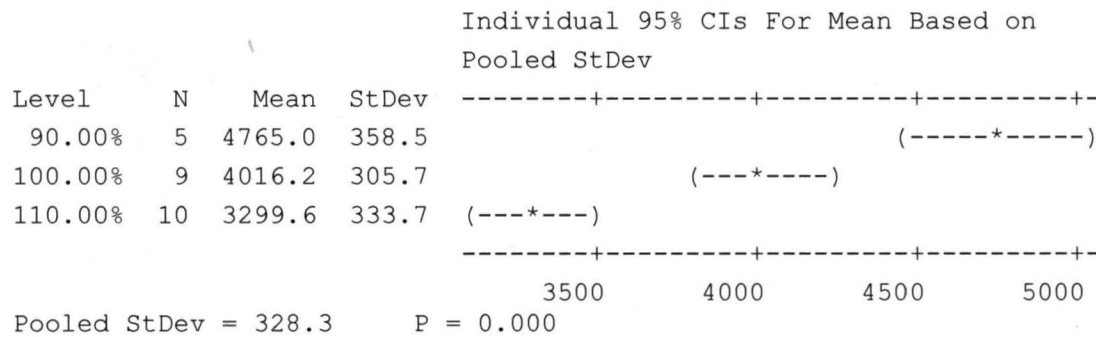 Individual 95% CIs For Mean Based on
                            Pooled StDev
Level      N    Mean  StDev  --------+---------+---------+---------+-
 90.00%    5  4765.0  358.5                             (-----*-----)
100.00%    9  4016.2  305.7                (---*----)
110.00%   10  3299.6  333.7  (---*---)
                             --------+---------+---------+---------+-
                                  3500      4000      4500      5000
Pooled StDev = 328.3     P = 0.000